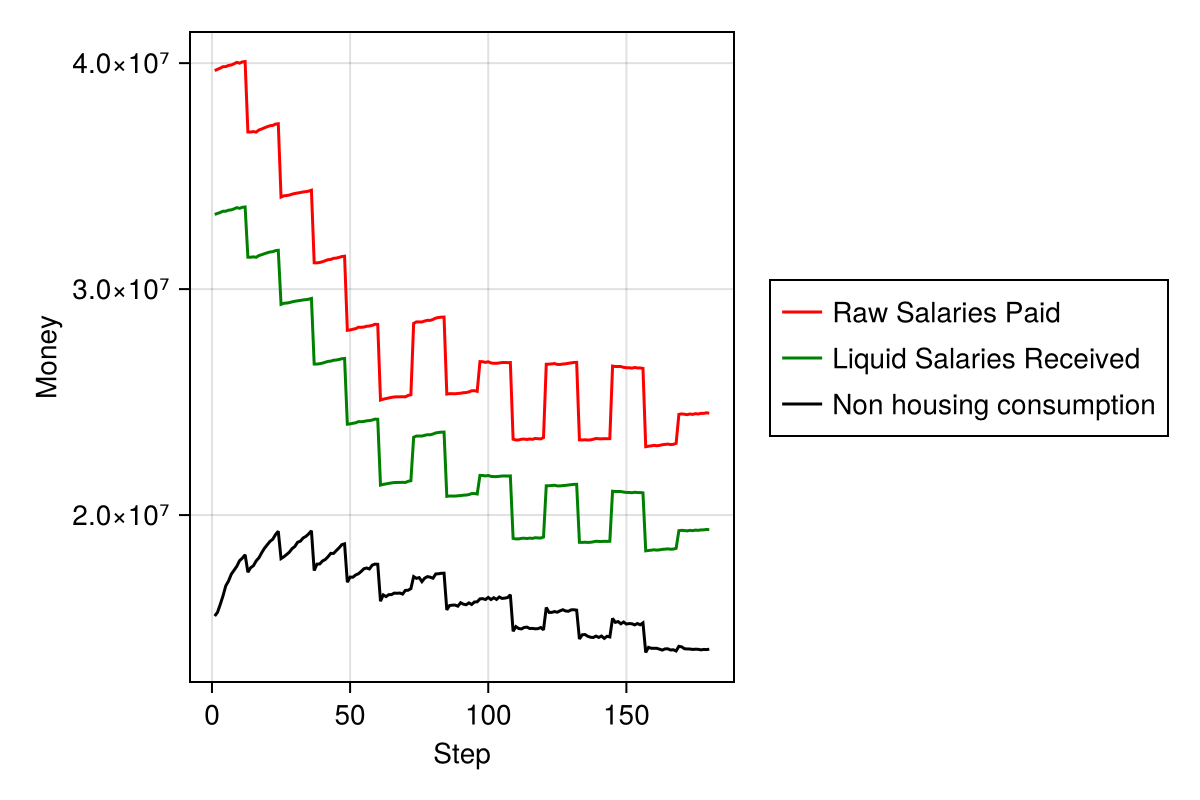 4.0×10⁷
3.0×10⁷
2.0×10⁷
Money
0 50 100 150
Step
Raw Salaries Paid
Liquid Salaries Received
Non housing consumption